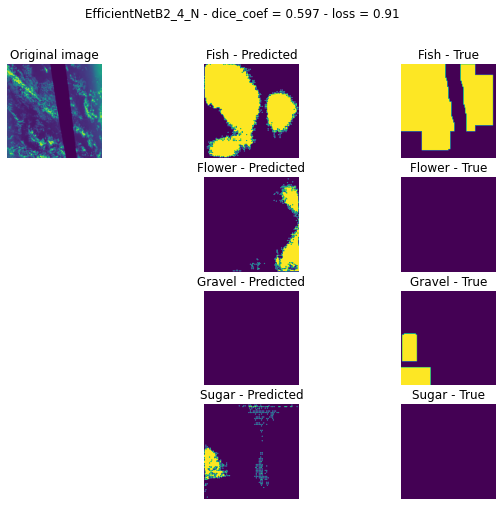 EfficientNetB2_4_N - dice_coef = 0.597 - loss = 0.91
Original image
Fish - Predicted
Fish - True
Flower - Predicted
Flower - True
Gravel - Predicted
Gravel - True
Sugar - Predicted
Sugar - True